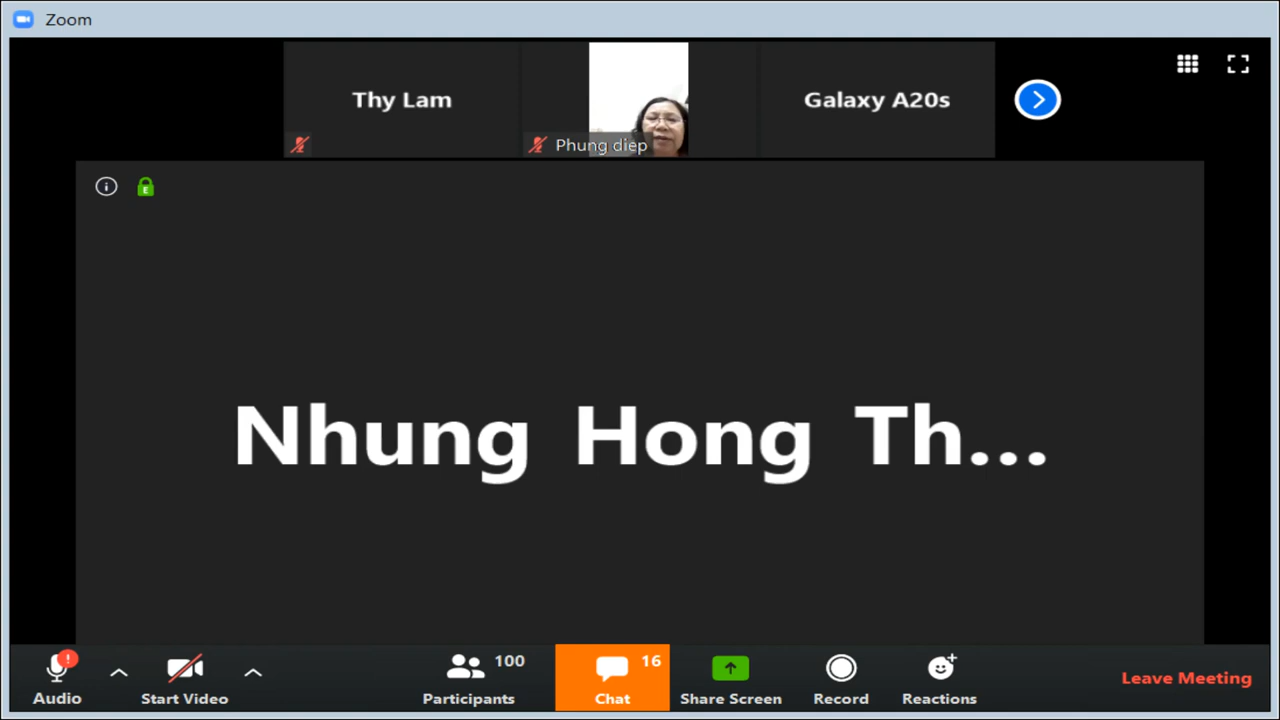 Zoom
Thy Lam
Phung diep
Galaxy A20s
Nhung Hong Th...
Audio
Start Video
Participants 100
Chat 16
Share Screen
Record
Reactions
Leave Meeting